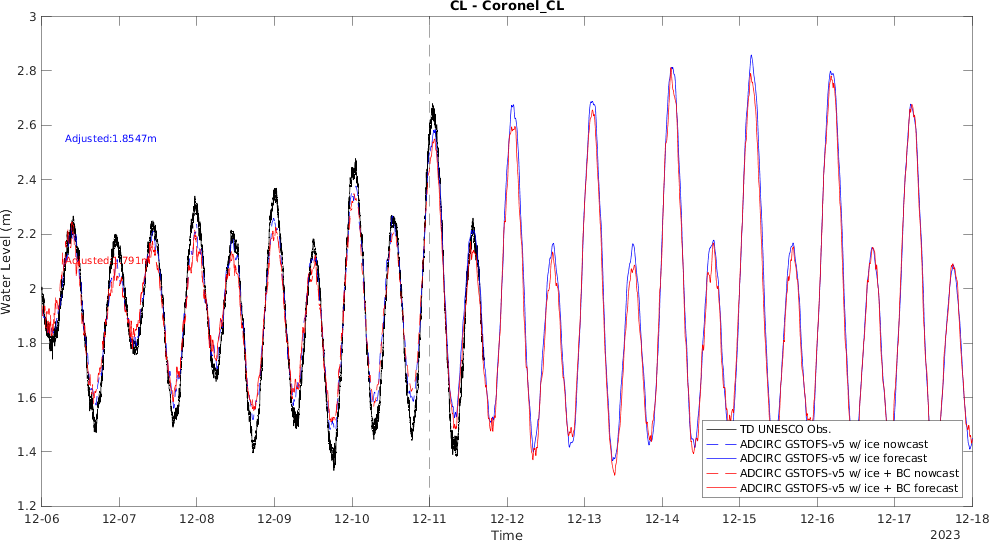 CL - Coronel_CL
3
2.8
2.6
2.4
2.2
2
1.8
1.6
1.4
1.2
Water Level (m)
Adjusted:1.8547m
TD UNESCO Obs.
ADCIRC GSTOFS-v5 w/ ice nowcast
ADCIRC GSTOFS-v5 w/ ice forecast
ADCIRC GSTOFS-v5 w/ ice + BC nowcast
ADCIRC GSTOFS-v5 w/ ice + BC forecast
12-06 12-07 12-08 12-09 12-10 12-11 12-12 12-13 12-14 12-15 12-16 12-17 12-18
Time
2023